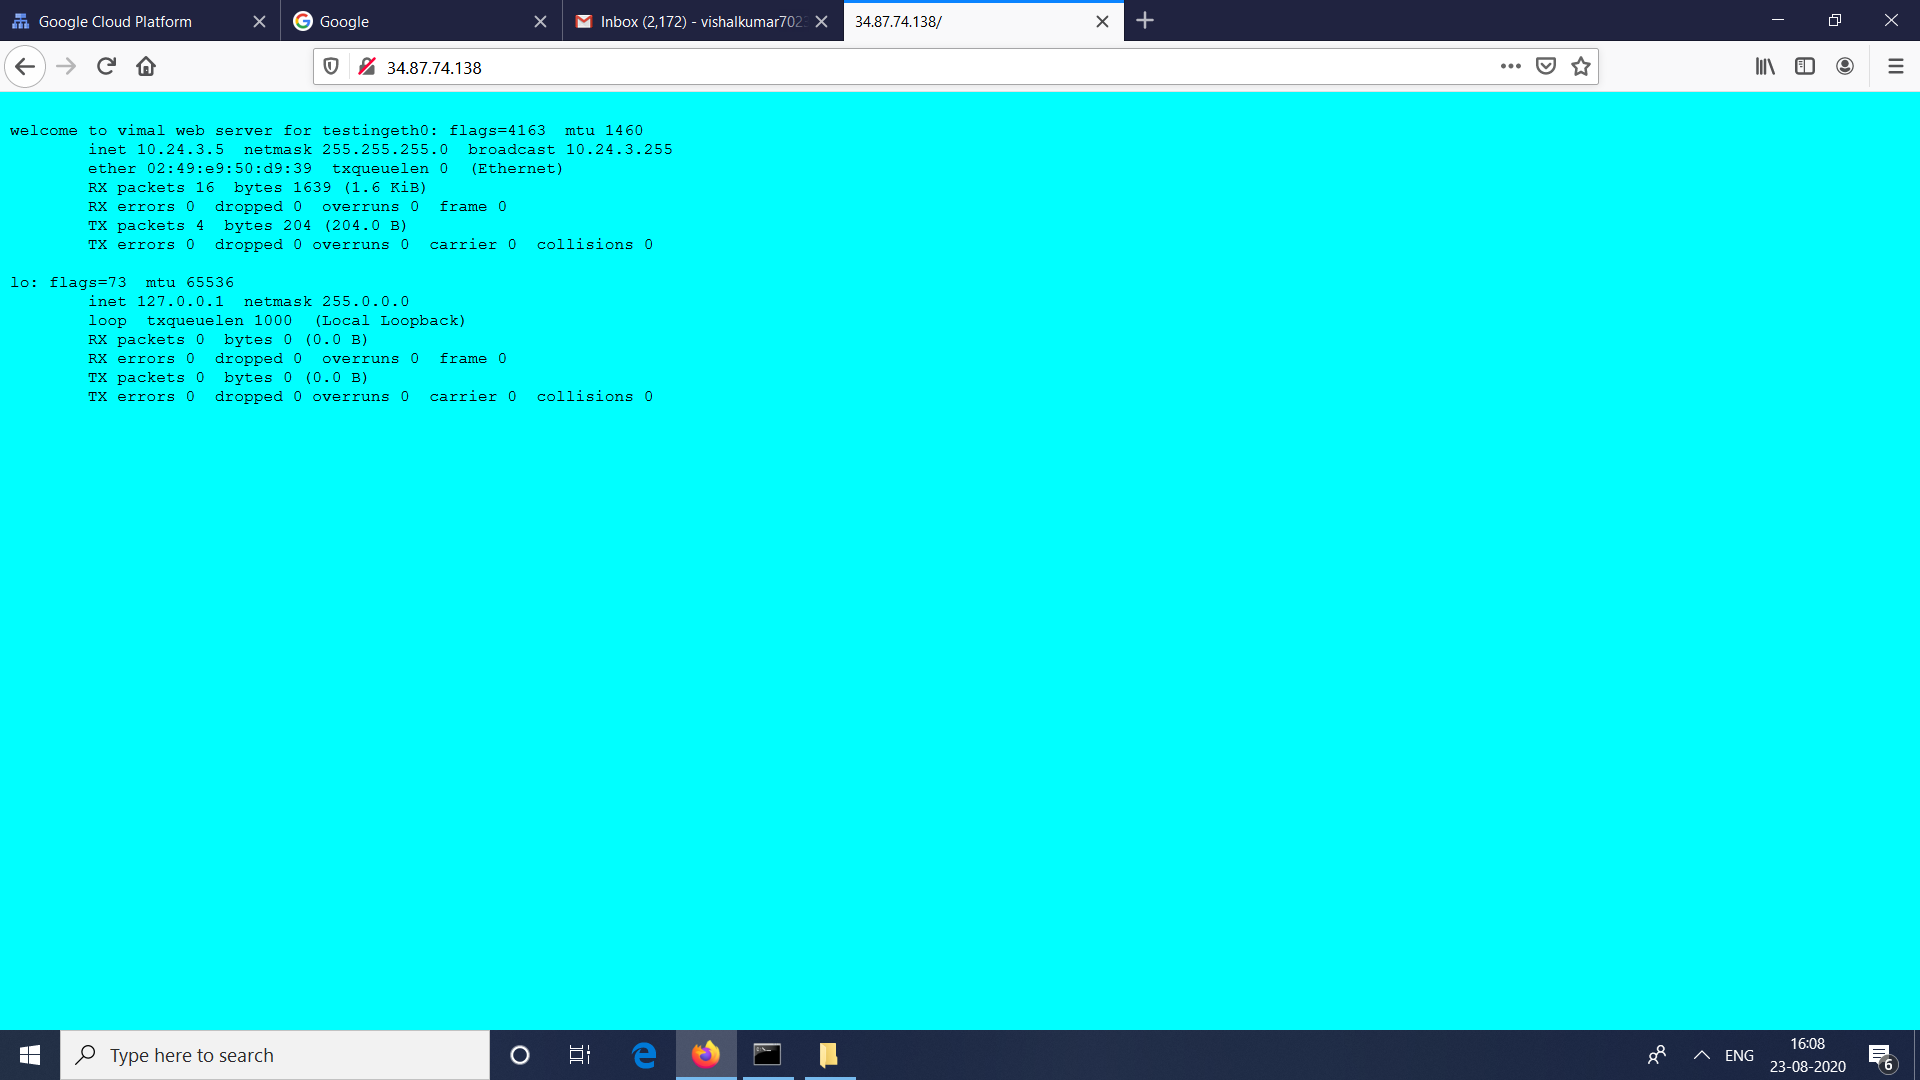 Google Cloud Platform
Google
Inbox (2,172) - vishalkumar702
34.87.74.138/
34.87.74.138
welcome to vimal web server for testingeth0: flags=4163  mtu 1460
inet 10.24.3.5  netmask 255.255.255.0  broadcast 10.24.3.255
ether 02:49:e9:50:d9:39  txqueuelen 0  (Ethernet)
RX packets 16  bytes 1639 (1.6 KiB)
RX errors 0  dropped 0  overruns 0  frame 0
TX packets 4  bytes 204 (204.0 B)
TX errors 0  dropped 0 overruns 0  carrier 0  collisions 0
lo: flags=73  mtu 65536
inet 127.0.0.1  netmask 255.0.0.0
loop  txqueuelen 1000  (Local Loopback)
RX packets 0  bytes 0 (0.0 B)
RX errors 0  dropped 0  overruns 0  frame 0
TX packets 0  bytes 0 (0.0 B)
TX errors 0  dropped 0 overruns 0  carrier 0  collisions 0
Type here to search
ENG
16:08
23-08-2020
6